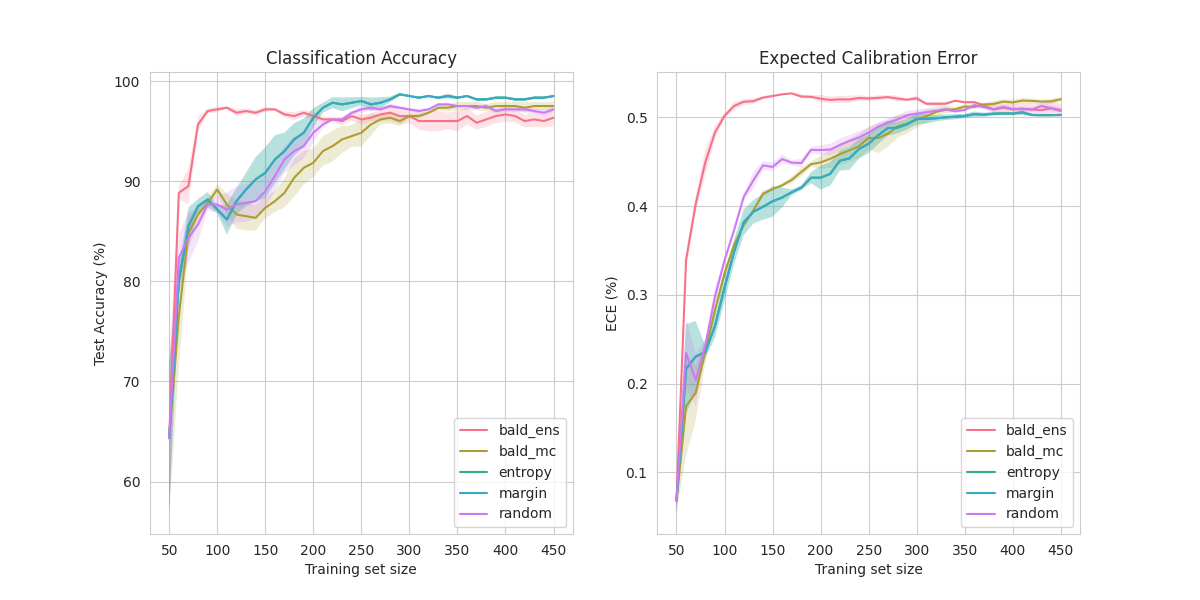 Classification Accuracy
100
90
80
70
60
Test Accuracy (%)
50 100 150 200 250 300 350 400 450
Training set size
bald_ens
bald_mc
entropy
margin
random
Expected Calibration Error
0.5
0.4
0.3
0.2
0.1
ECE (%)
50 100 150 200 250 300 350 400 450
Traning set size
bald_ens
bald_mc
entropy
margin
random